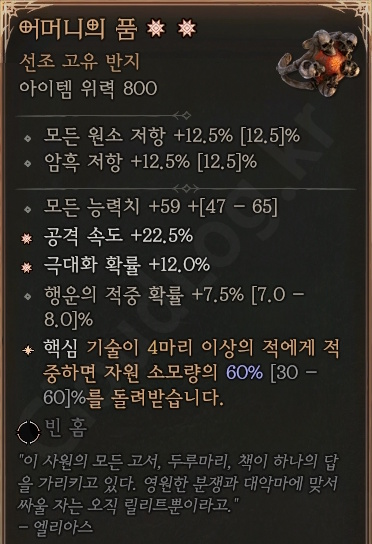 어머니의 품
선조 고유 반지
아이템 위력 800
모든 원소 저항 +12.5% [12.5]%
암흑 저항 +12.5% [12.5]%
모든 능력치 +59 +[47 – 65]
공격 속도 +22.5%
극대화 확률 +12.0%
행운의 적중 확률 +7.5% [7.0 –
8.0]%
핵심 기술이 4마리 이상의 적에게 적
중하면 자원 소모량의 60% [30 –
60]%를 돌려받습니다.
빈 홈
"이 사원의 모든 고서, 두루마리, 책이 하나의 답
을 가리키고 있다. 영원한 분쟁과 대악마에 맞서
싸울 자는 오직 릴리트뿐이라고."
– 엘리아스